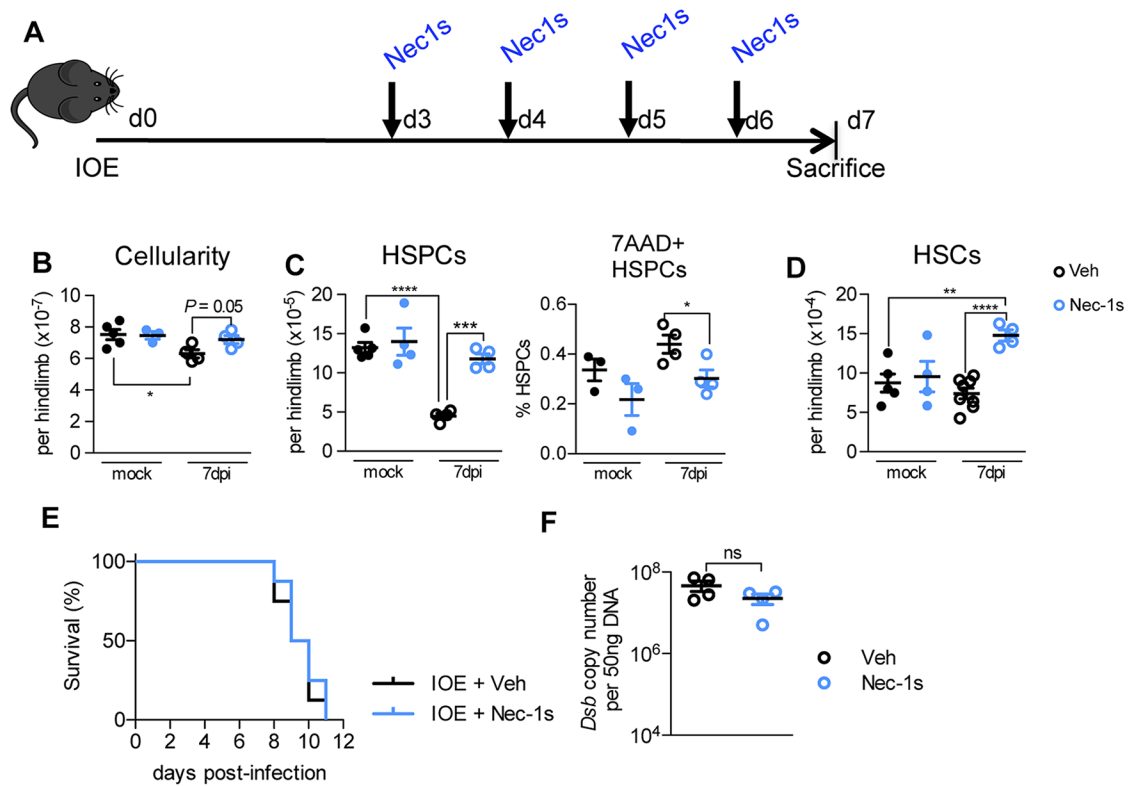 A
Nec1s
Nec1s
Nec1s
Nec1s
d0
d3
d4
d5
d6
d7
IOE
Sacrifice
B
Cellularity
per hindlimb (x10⁻⁷)
10
8
6
4
2
0
P = 0.05
*
mock
7dpi
C
HSPCs
per hindlimb (x10⁻⁵)
20
15
10
5
0
****
***
mock
7dpi
7AAD+
HSPCs
% HSPCs
0.6
0.4
0.2
0.0
*
mock
7dpi
D
HSCs
per hindlimb (x10⁻⁴)
20
15
10
5
0
**
****
mock
7dpi
Veh
Nec-1s
E
Survival (%)
100
50
0
0 2 4 6 8 10 12
days post-infection
IOE + Veh
IOE + Nec-1s
F
Dsb copy number
per 50ng DNA
10⁸
10⁶
10⁴
ns
Veh
Nec-1s